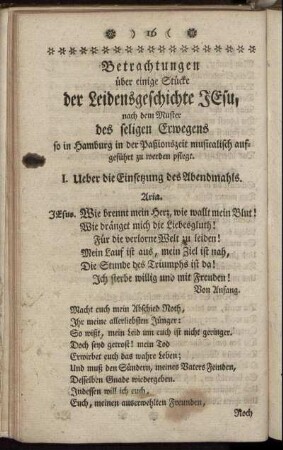 ) 16 (
Betrachtungen
über einige Stücke
der Leidensgeschichte JEsu,
nach dem Muster
des seligen Erwegens
so in Hamburg in der Paßionszeit musicalisch auf-
geführt zu werden pflegt.
I. Ueber die Einsetzung des Abendmahls.
Aria.
JEsus. Wie brennt mein Herz, wie wallt mein Blut!
Wie dränget mich die Liebesgluth!
Für die verlorne Welt zu leiden!
Mein Lauf ist aus, mein Ziel ist nah,
Die Stunde des Triumphs ist da!
Ich sterbe willig und mit Freuden!
Von Anfang.
Macht euch mein Abschied Noth,
Ihr meine allerliebsten Jünger:
So wißt, mein Leid um euch ist nicht geringer.
Doch seyd getrost! mein Tod
Erwirbet euch das wahre Leben;
Und muß den Sündern, meines Vaters Feinden,
Desselben Gnade wiedergeben.
Indessen will ich euch,
Euch, meinen auserwehlten Freunden,
Noch